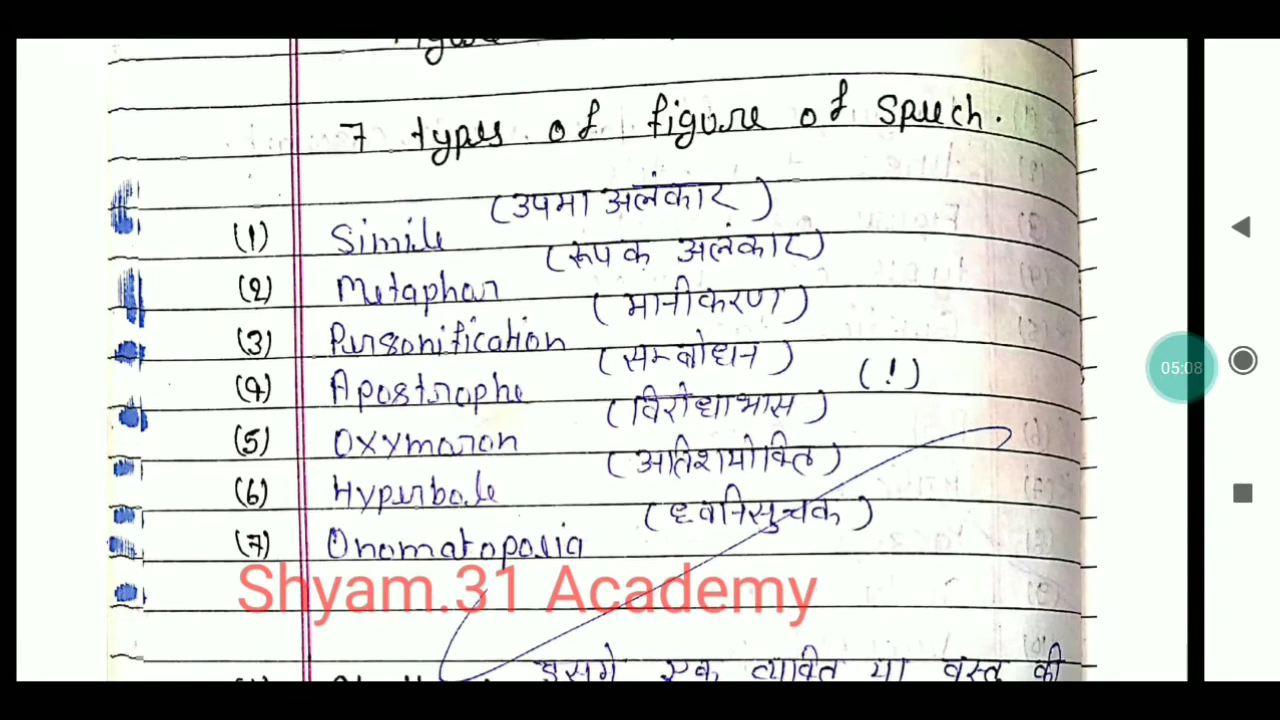 7 types of figure of speech.
(उपमा अलंकार)
(1) Simile
(रूपक अलंकार)
(2) Metaphor
(मानीकरण)
(3) Personification
(सम्बोधन) (!)
(4) Apostrophe
(विरोधाभास)
(5) Oxymoron
(अतिशयोक्ति)
(6) Hyperbole
(ध्वनिसुचक)
(7) Onomatopoeia
Shyam.31 Academy
इसमे एक व्यक्ति या वस्तु की
05:08